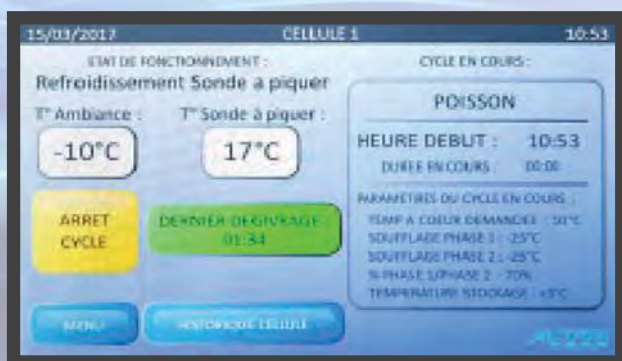 15/03/2017 CELLULE 1 10:53
ETAT DE FONCTIONNEMENT :
Refroidissement Sonde a piquer
T° Ambiance : T° Sonde à piquer :
-10°C 17°C
ARRET
CYCLE
DERNIER DEGIVRAGE :
01:34
MENU
HISTORIQUE CELLULE
CYCLE EN COURS :
POISSON
HEURE DEBUT : 10:53
DUREE EN COURS : 00:00
PARAMETRES DU CYCLE EN COURS :
TEMP A COEUR DEMANDEE : 10°C
SOUFFLAGE PHASE 1 : -25°C
SOUFFLAGE PHASE 2 : -25°C
% PHASE 1/PHASE 2 : 70%
TEMPERATURE STOCKAGE : +3°C